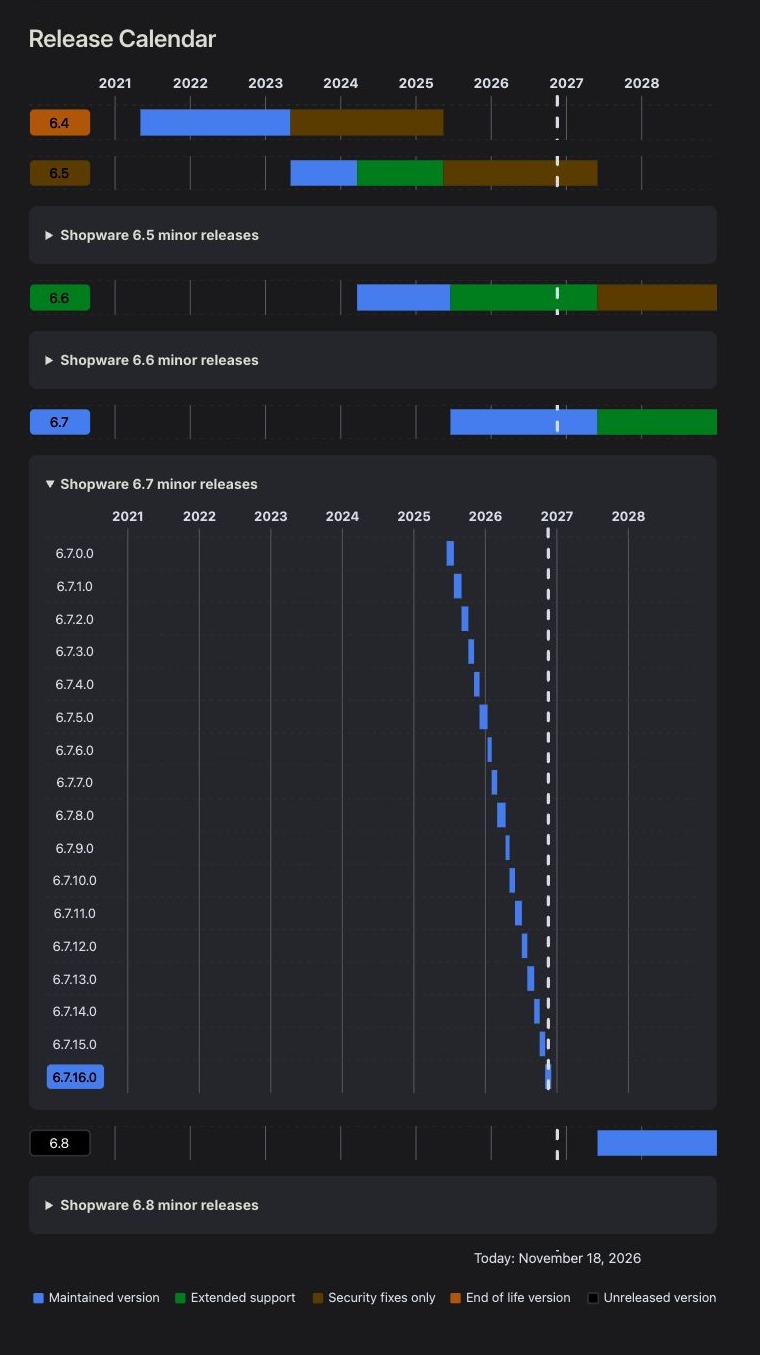 Release Calendar
2021 2022 2023 2024 2025 2026 2027 2028
6.4
6.5
Shopware 6.5 minor releases
6.6
Shopware 6.6 minor releases
6.7
Shopware 6.7 minor releases
2021 2022 2023 2024 2025 2026 2027 2028
6.7.0.0
6.7.1.0
6.7.2.0
6.7.3.0
6.7.4.0
6.7.5.0
6.7.6.0
6.7.7.0
6.7.8.0
6.7.9.0
6.7.10.0
6.7.11.0
6.7.12.0
6.7.13.0
6.7.14.0
6.7.15.0
6.7.16.0
6.8
Shopware 6.8 minor releases
Today: November 18, 2026
Maintained version Extended support Security fixes only End of life version Unreleased version